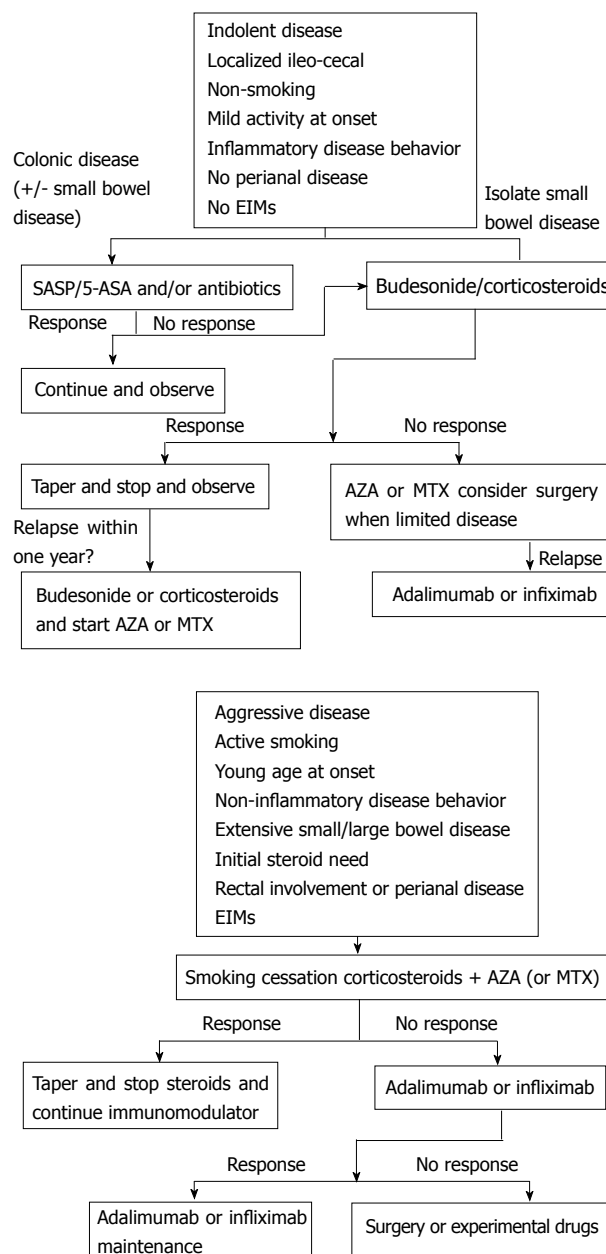 Indolent disease
Localized ileo-cecal
Non-smoking
Mild activity at onset
Inflammatory disease behavior
No perianal disease
No EIMs
Colonic disease
(+/- small bowel
disease)
Isolate small
bowel disease
SASP/5-ASA and/or antibiotics
Budesonide/corticosteroids
Response
No response
Continue and observe
Response
No response
Taper and stop and observe
AZA or MTX consider surgery
when limited disease
Relapse within
one year?
Relapse
Budesonide or corticosteroids
and start AZA or MTX
Adalimumab or infiximab
Aggressive disease
Active smoking
Young age at onset
Non-inflammatory disease behavior
Extensive small/large bowel disease
Initial steroid need
Rectal involvement or perianal disease
EIMs
Smoking cessation corticosteroids + AZA (or MTX)
Response
No response
Taper and stop steroids and
continue immunomodulator
Adalimumab or infliximab
Response
No response
Adalimumab or infliximab
maintenance
Surgery or experimental drugs